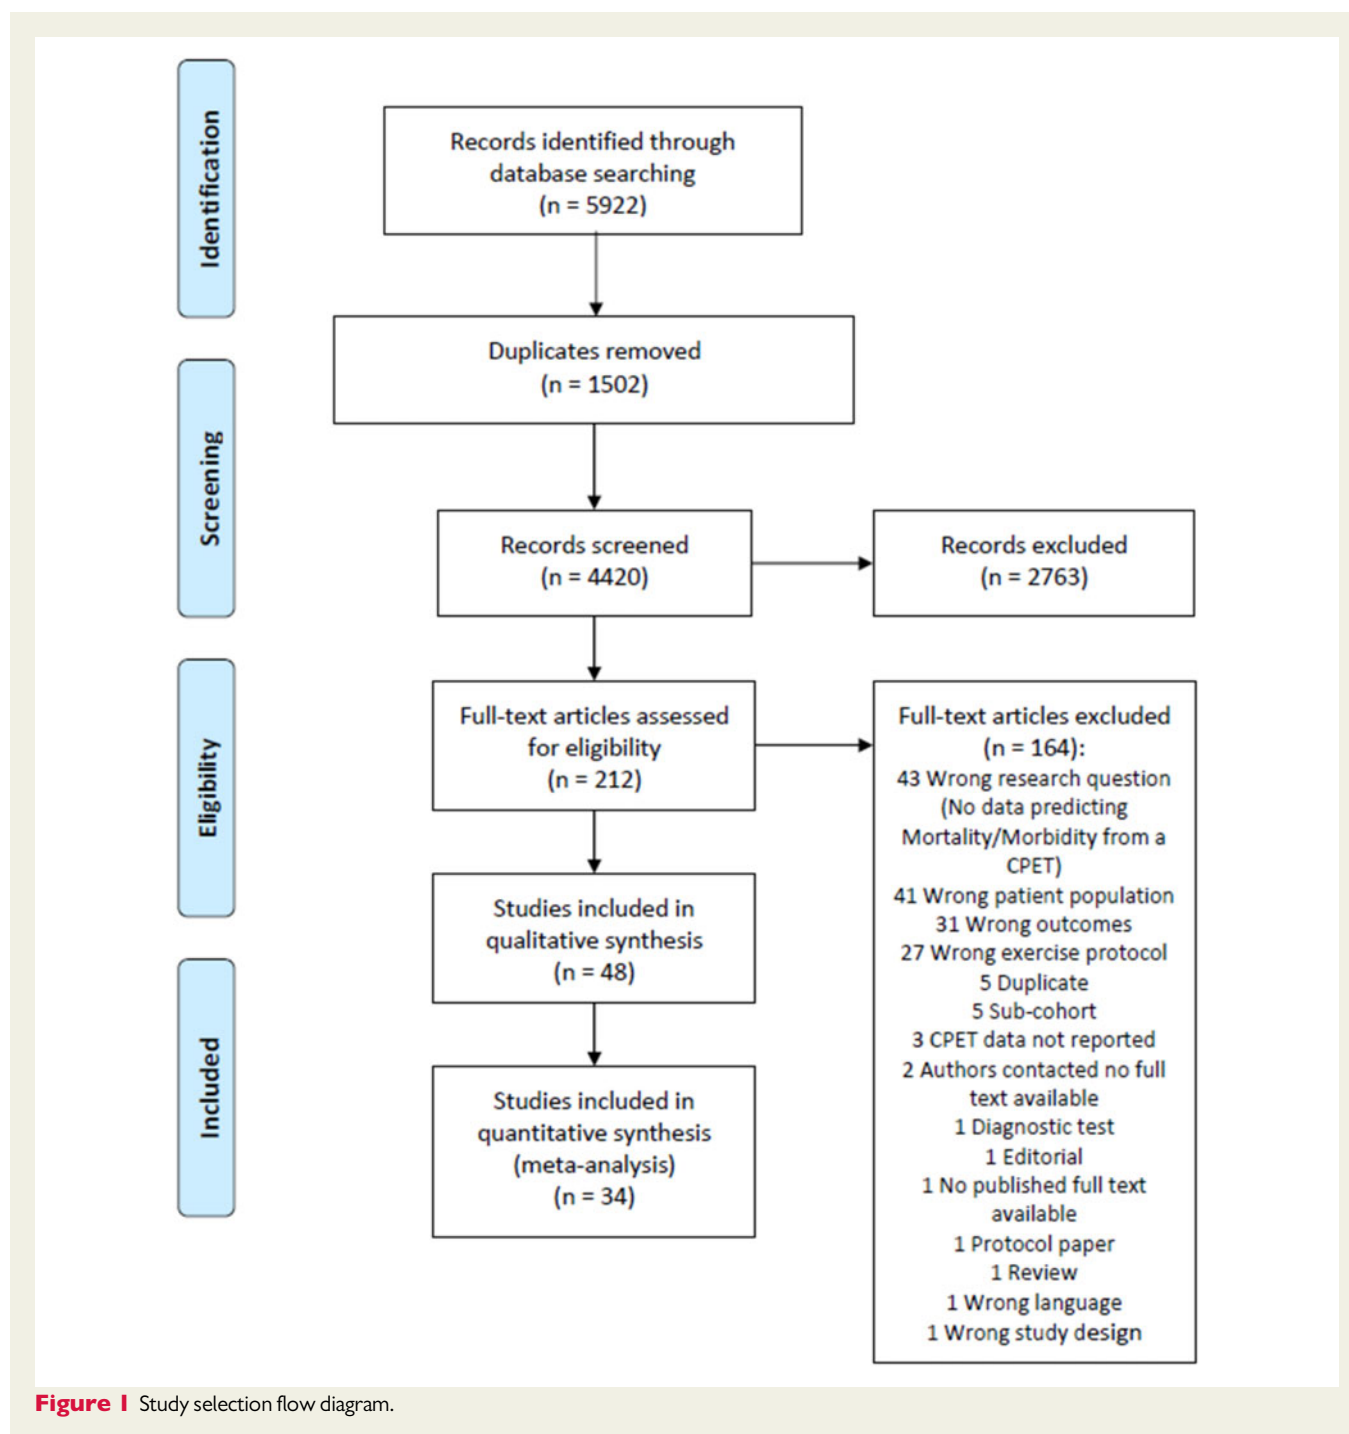 Identification
Records identified through
database searching
(n = 5922)
Duplicates removed
(n = 1502)
Screening
Records screened
(n = 4420)
Records excluded
(n = 2763)
Eligibility
Full-text articles assessed
for eligibility
(n = 212)
Full-text articles excluded
(n = 164):
43 Wrong research question
(No data predicting
Mortality/Morbidity from a
CPET)
41 Wrong patient population
31 Wrong outcomes
27 Wrong exercise protocol
5 Duplicate
5 Sub-cohort
3 CPET data not reported
2 Authors contacted no full
text available
1 Diagnostic test
1 Editorial
1 No published full text
available
1 Protocol paper
1 Review
1 Wrong language
1 Wrong study design
Studies included in
qualitative synthesis
(n = 48)
Included
Studies included in
quantitative synthesis
(meta-analysis)
(n = 34)
Figure 1 Study selection flow diagram.